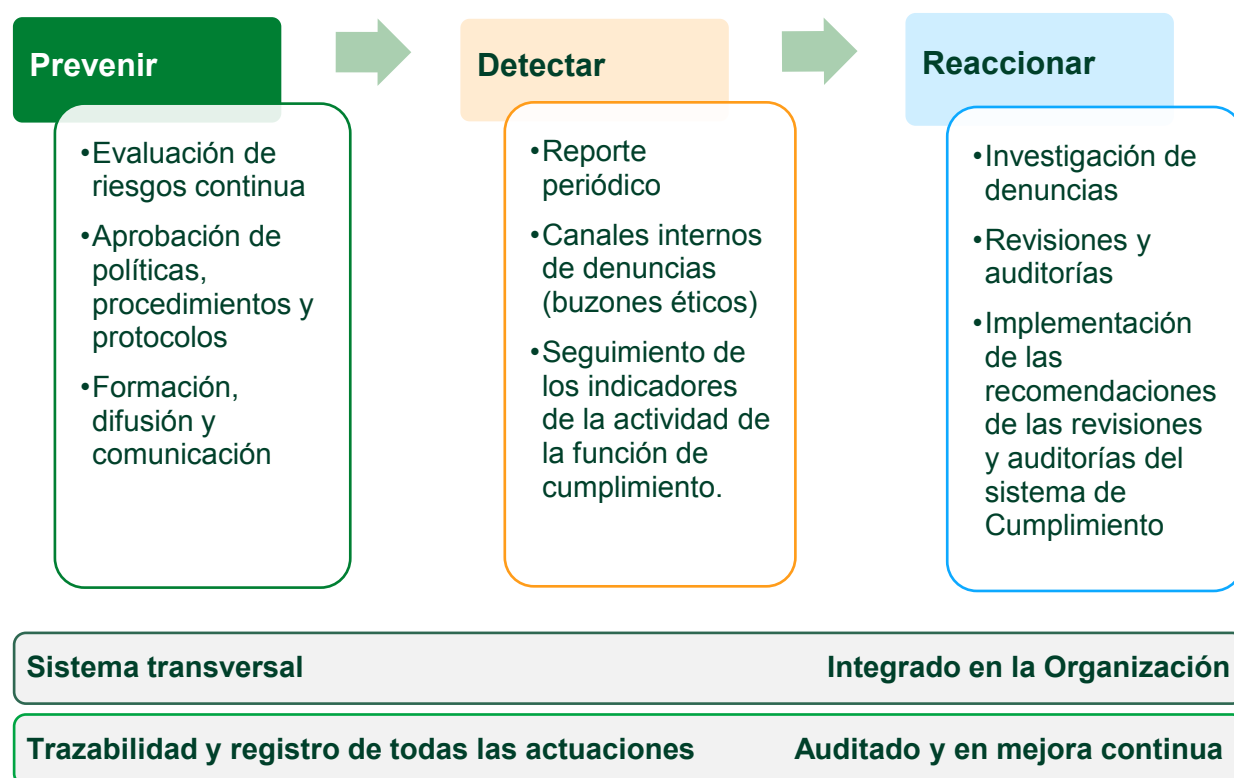 Prevenir
•Evaluación de
riesgos continua
•Aprobación de
políticas,
procedimientos y
protocolos
•Formación,
difusión y
comunicación
Detectar
•Reporte
periódico
•Canales internos
de denuncias
(buzones éticos)
•Seguimiento de
los indicadores
de la actividad de
la función de
cumplimiento.
Reaccionar
•Investigación de
denuncias
•Revisiones y
auditorías
•Implementación
de las
recomendaciones
de las revisiones
y auditorías del
sistema de
Cumplimiento
Sistema transversal Integrado en la Organización
Trazabilidad y registro de todas las actuaciones Auditado y en mejora continua